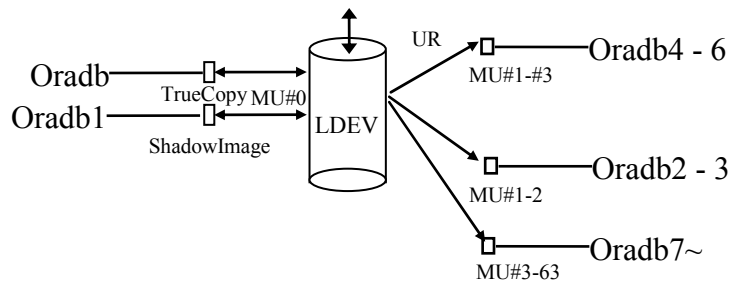 UR
Oradb4 - 6
Oradb
TrueCopy
MU#0
MU#1-#3
Oradb1
LDEV
ShadowImage
Oradb2 - 3
MU#1-2
Oradb7~
MU#3-63